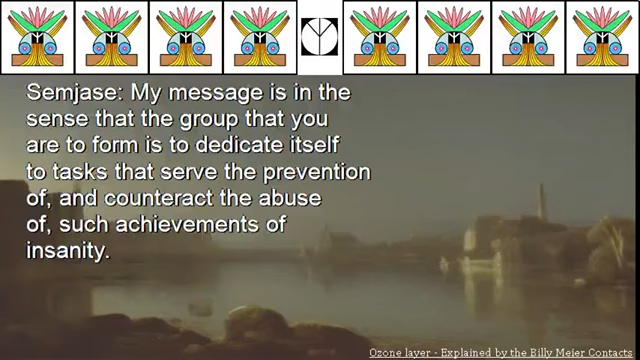 Semjase: My message is in the
sense that the group that you
are to form is to dedicate itself
to tasks that serve the prevention
of, and counteract the abuse
of, such achievements of
insanity.
Ozone layer - Explained by the Billy Meier Contacts